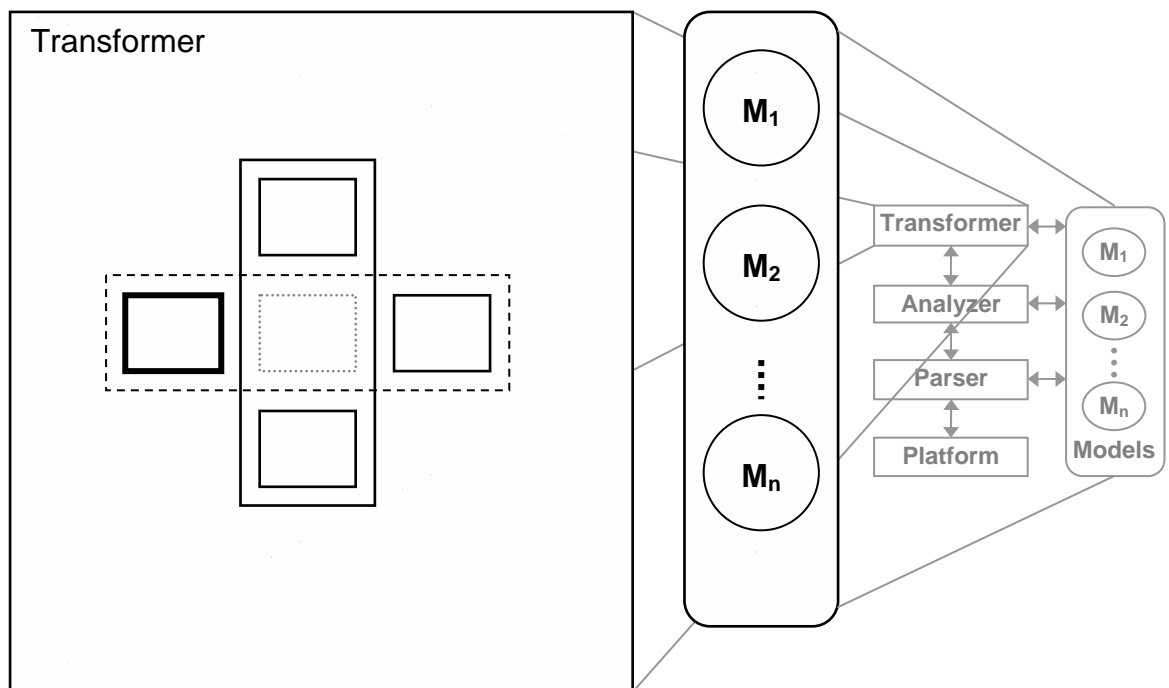 Transformer
M1
M2
Mn
Transformer
Analyzer
Parser
Platform
M1
M2
Mn
Models